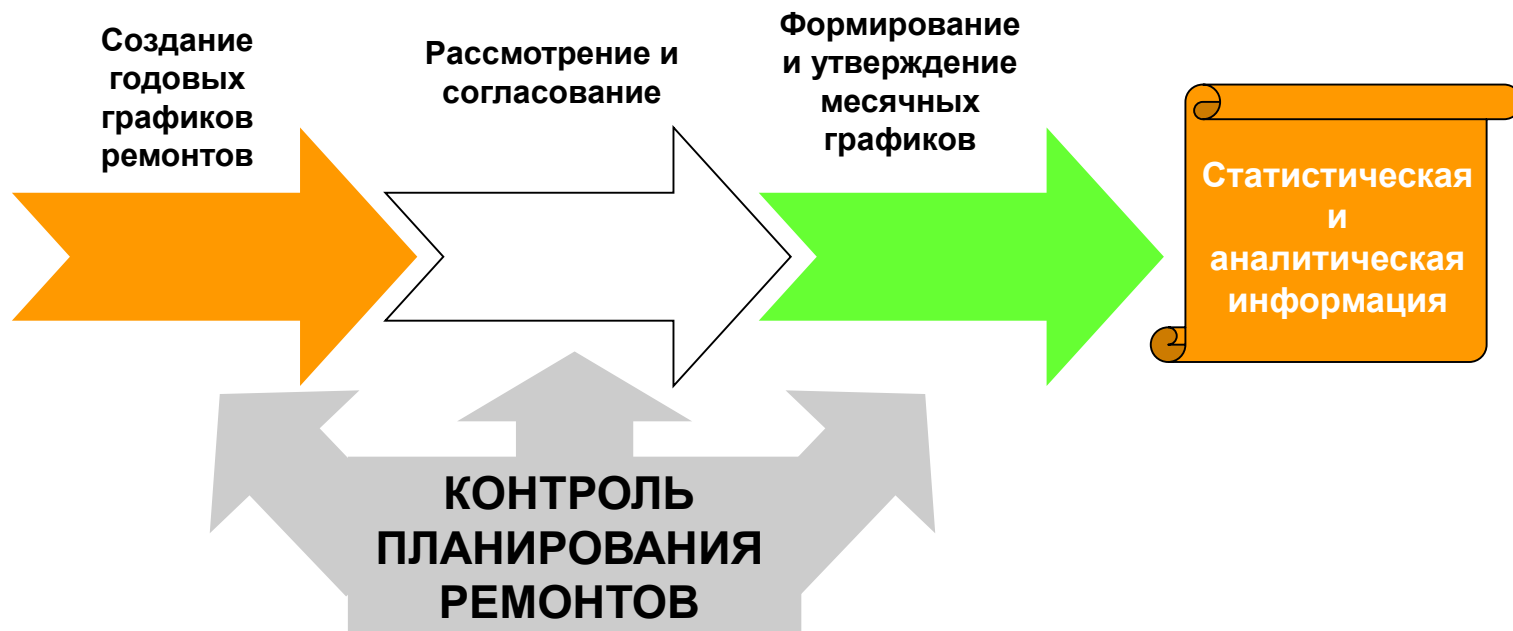 Создание
годовых
графиков
ремонтов
Рассмотрение и
согласование
Формирование
и утверждение
месячных
графиков
Статистическая
и
аналитическая
информация
КОНТРОЛЬ
ПЛАНИРОВАНИЯ
РЕМОНТОВ